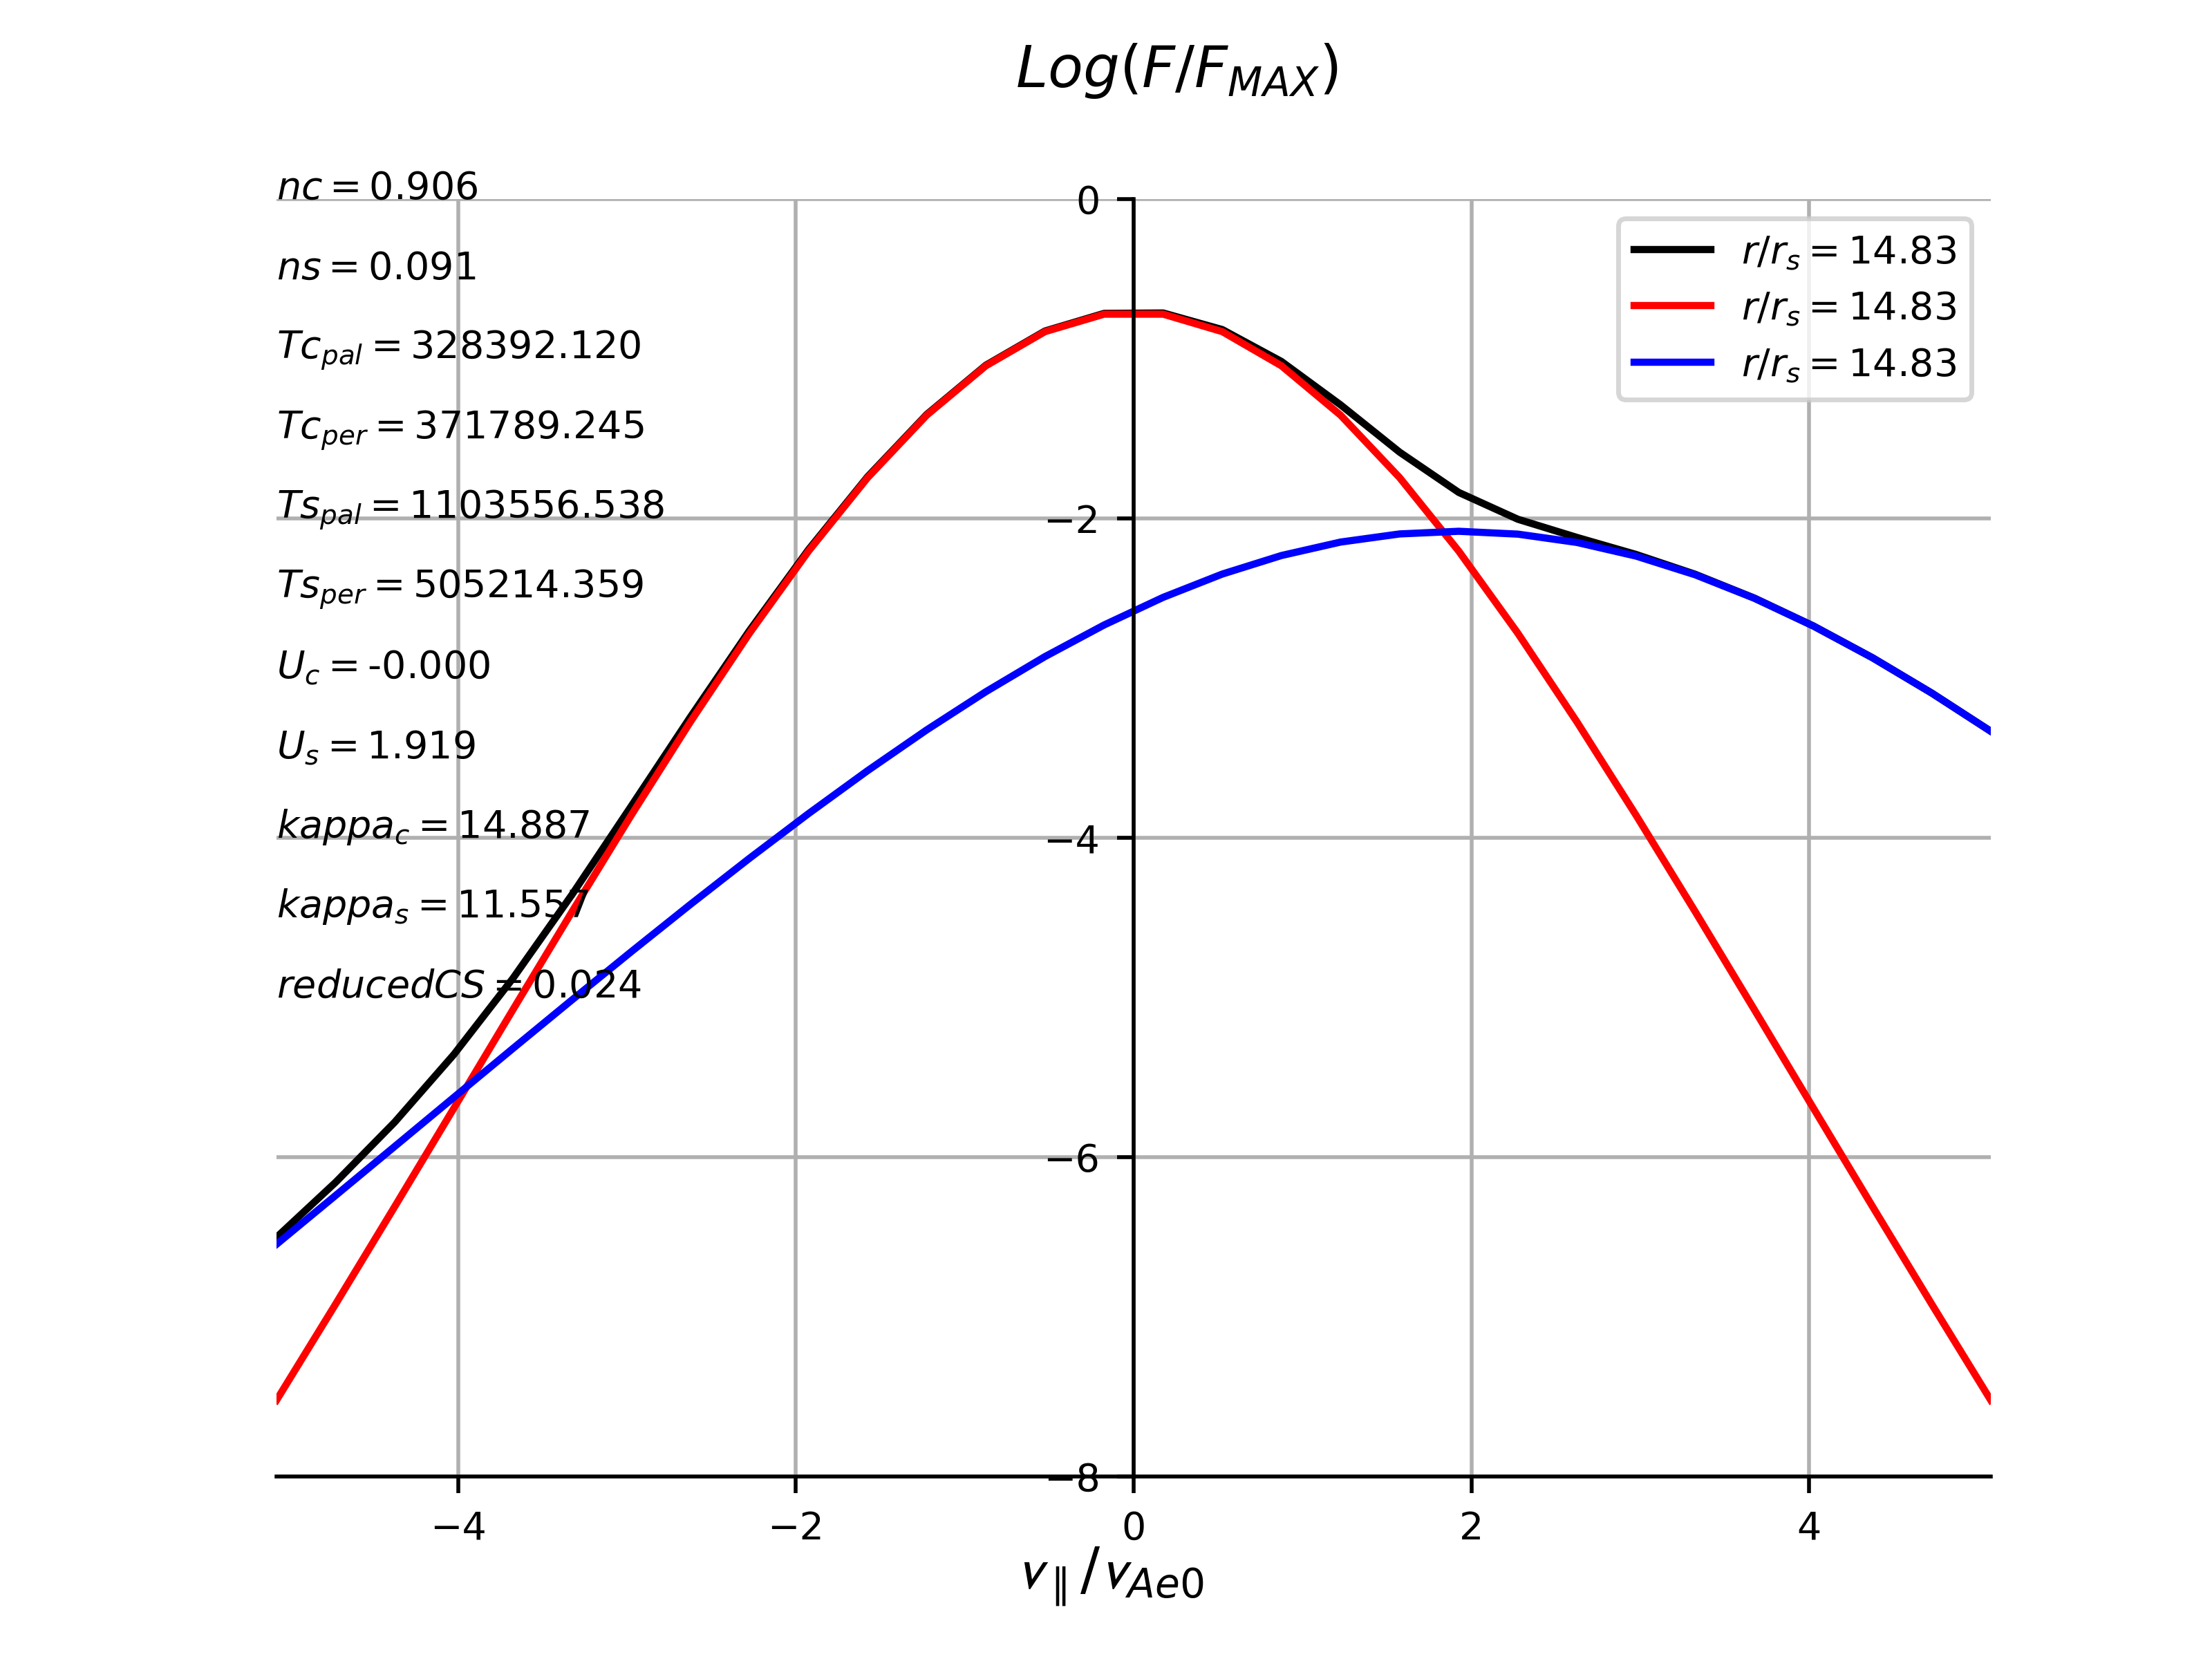 Log(F/F_MAX)
nc = 0.906
ns = 0.091
Tc_pal = 328392.120
Tc_per = 371789.245
Ts_pal = 1103556.538
Ts_per = 505214.359
U_c = -0.000
U_s = 1.919
kappa_c = 14.887
kappa_s = 11.557
reducedCS = 0.024
r/r_s = 14.83
r/r_s = 14.83
r/r_s = 14.83
0
−2
−4
−6
−8
−4 −2 0 2 4
v_∥/v_Ae0